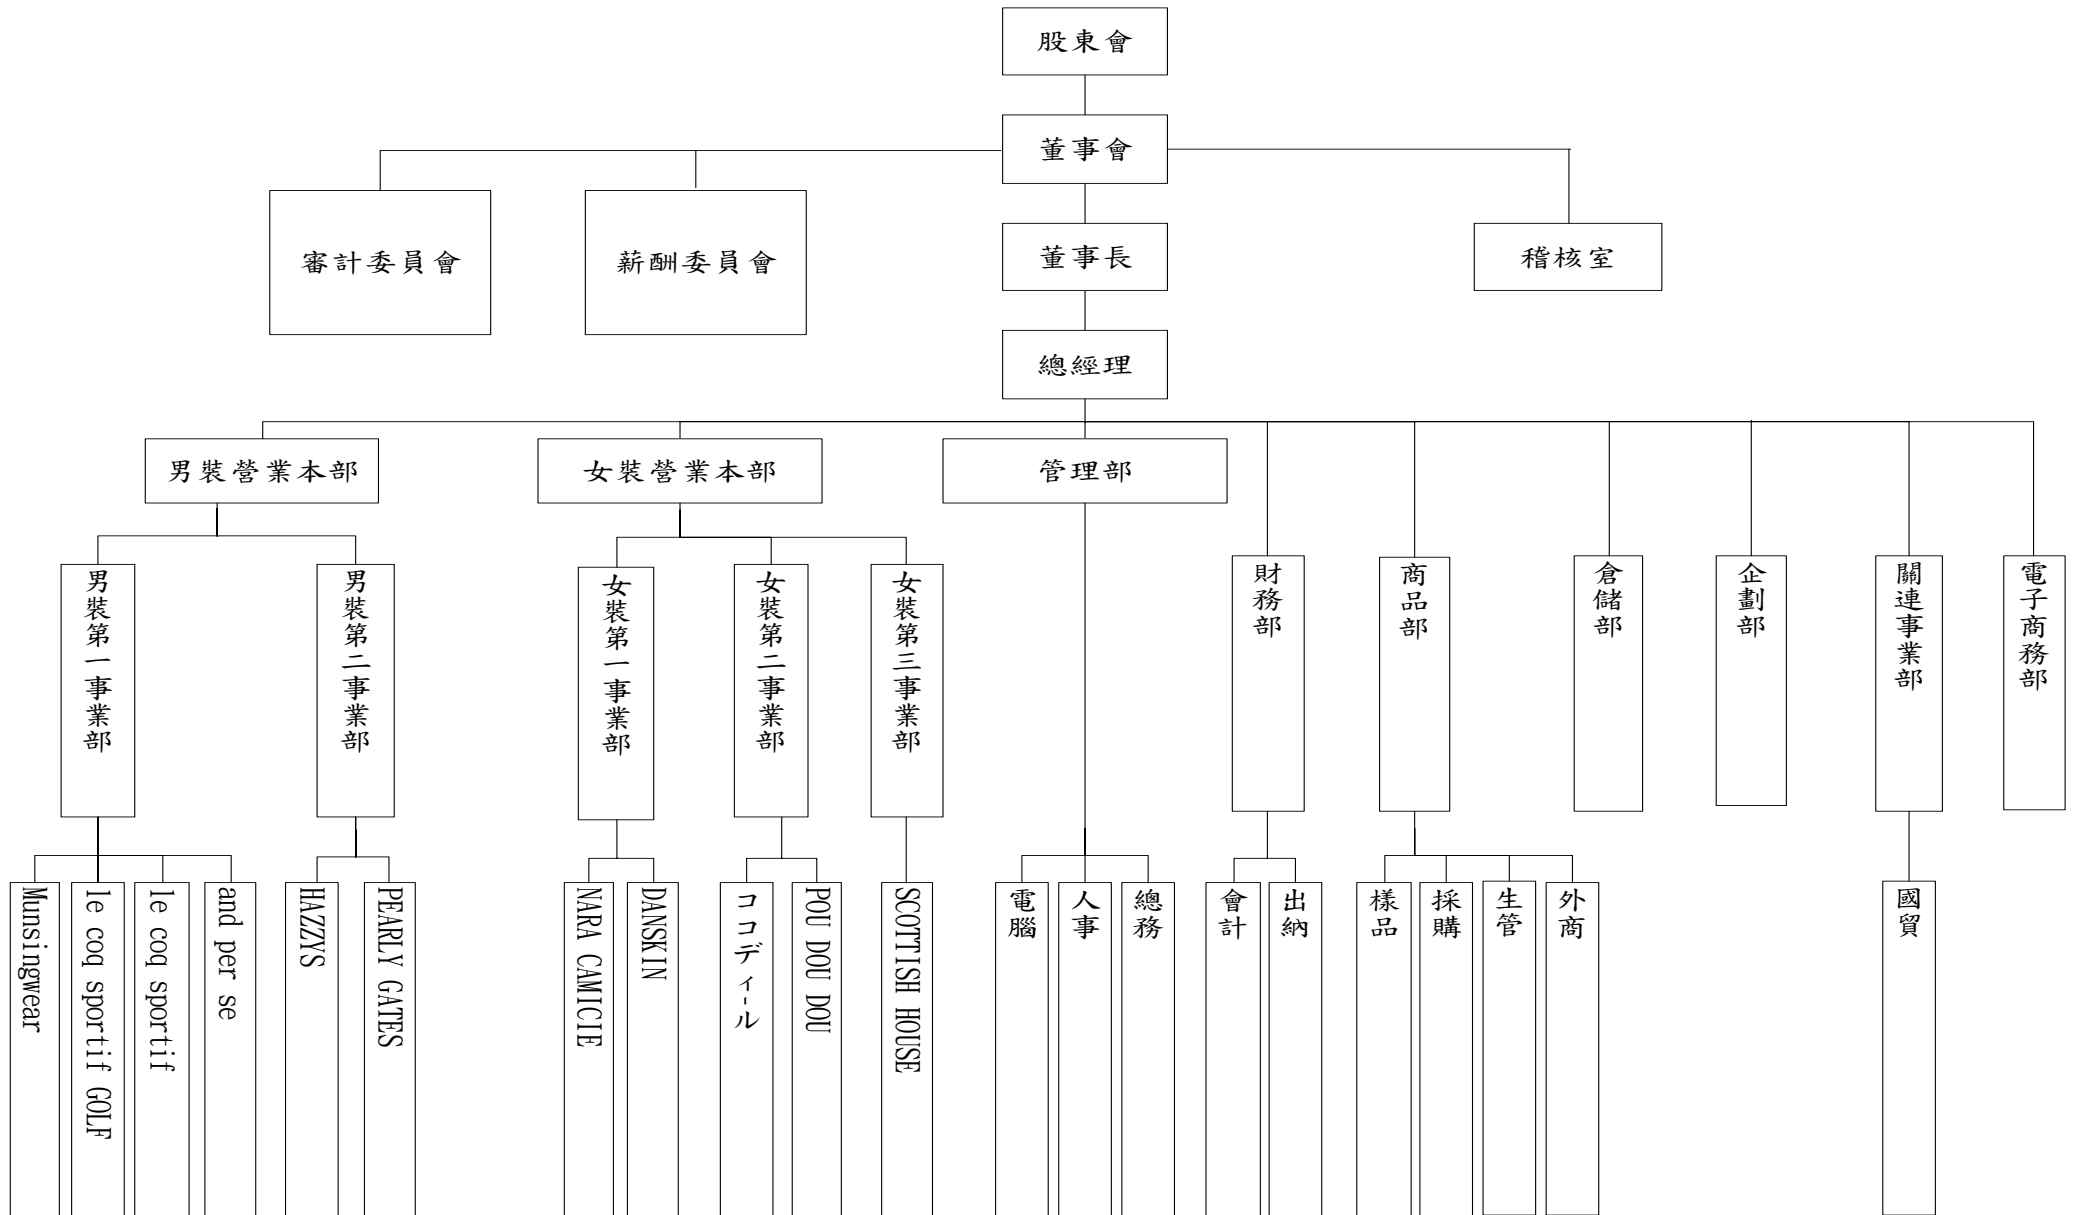 股東會
董事會
審計委員會
薪酬委員會
董事長
稽核室
總經理
男裝營業本部
女裝營業本部
管理部
男裝第一事業部
男裝第二事業部
女裝第一事業部
女裝第二事業部
女裝第三事業部
財務部
商品部
倉儲部
企劃部
關連事業部
電子商務部
Munsingwear
le coq sportif GOLF
le coq sportif
and per se
HAZZYS
PEARLY GATES
NARA CAMICIE
DANSKIN
ココディール
POU DOU DOU
SCOTTISH HOUSE
電腦
人事
總務
會計
出納
樣品
採購
生管
外商
國貿